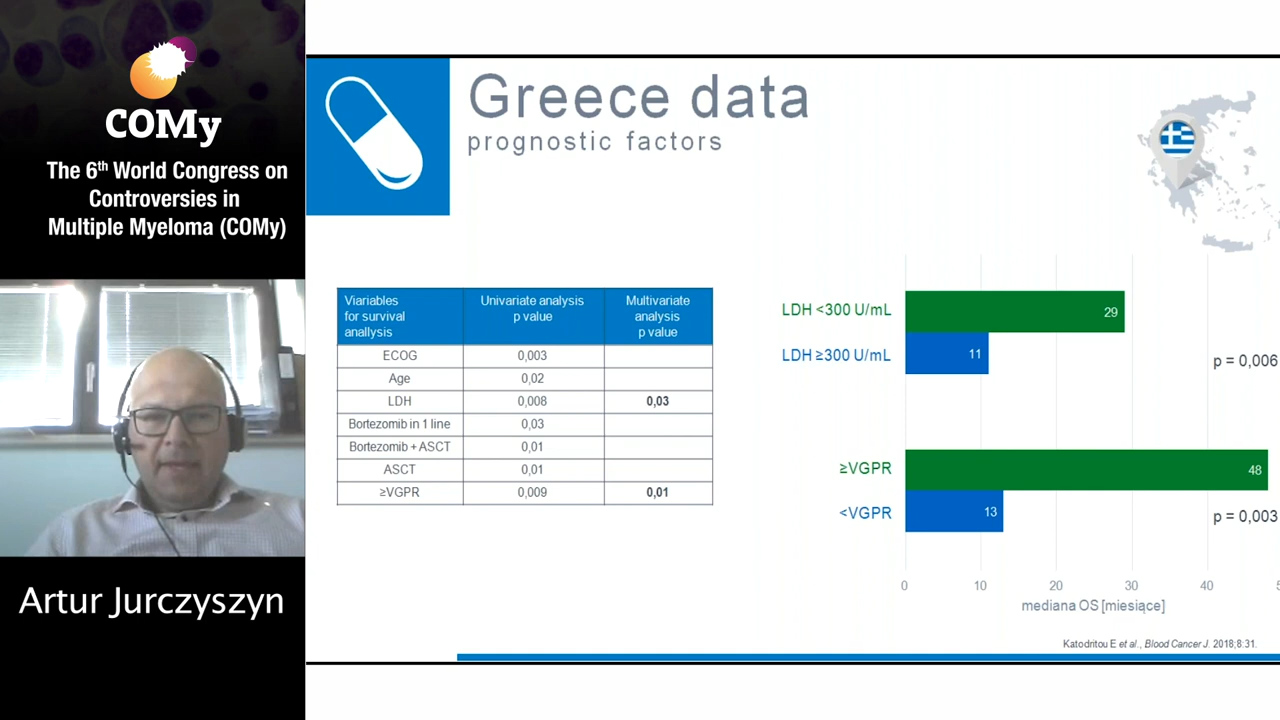 COMy
The 6th World Congress on
Controversies in
Multiple Myeloma (COMy)
Artur Jurczyszyn
Greece data
prognostic factors
Viariables for survival analysis | Univariate analysis p value | Multivariate analysis p value
ECOG 0,003
Age 0,02
LDH 0,008 0,03
Bortezomib in 1 line 0,03
Bortezomib + ASCT 0,01
ASCT 0,01
≥VGPR 0,009 0,01
LDH <300 U/mL 29
LDH ≥300 U/mL 11
p = 0,006
≥VGPR 48
<VGPR 13
p = 0,003
0 10 20 30 40
mediana OS [miesiące]
Katodritou E et al., Blood Cancer J. 2018;8:31.